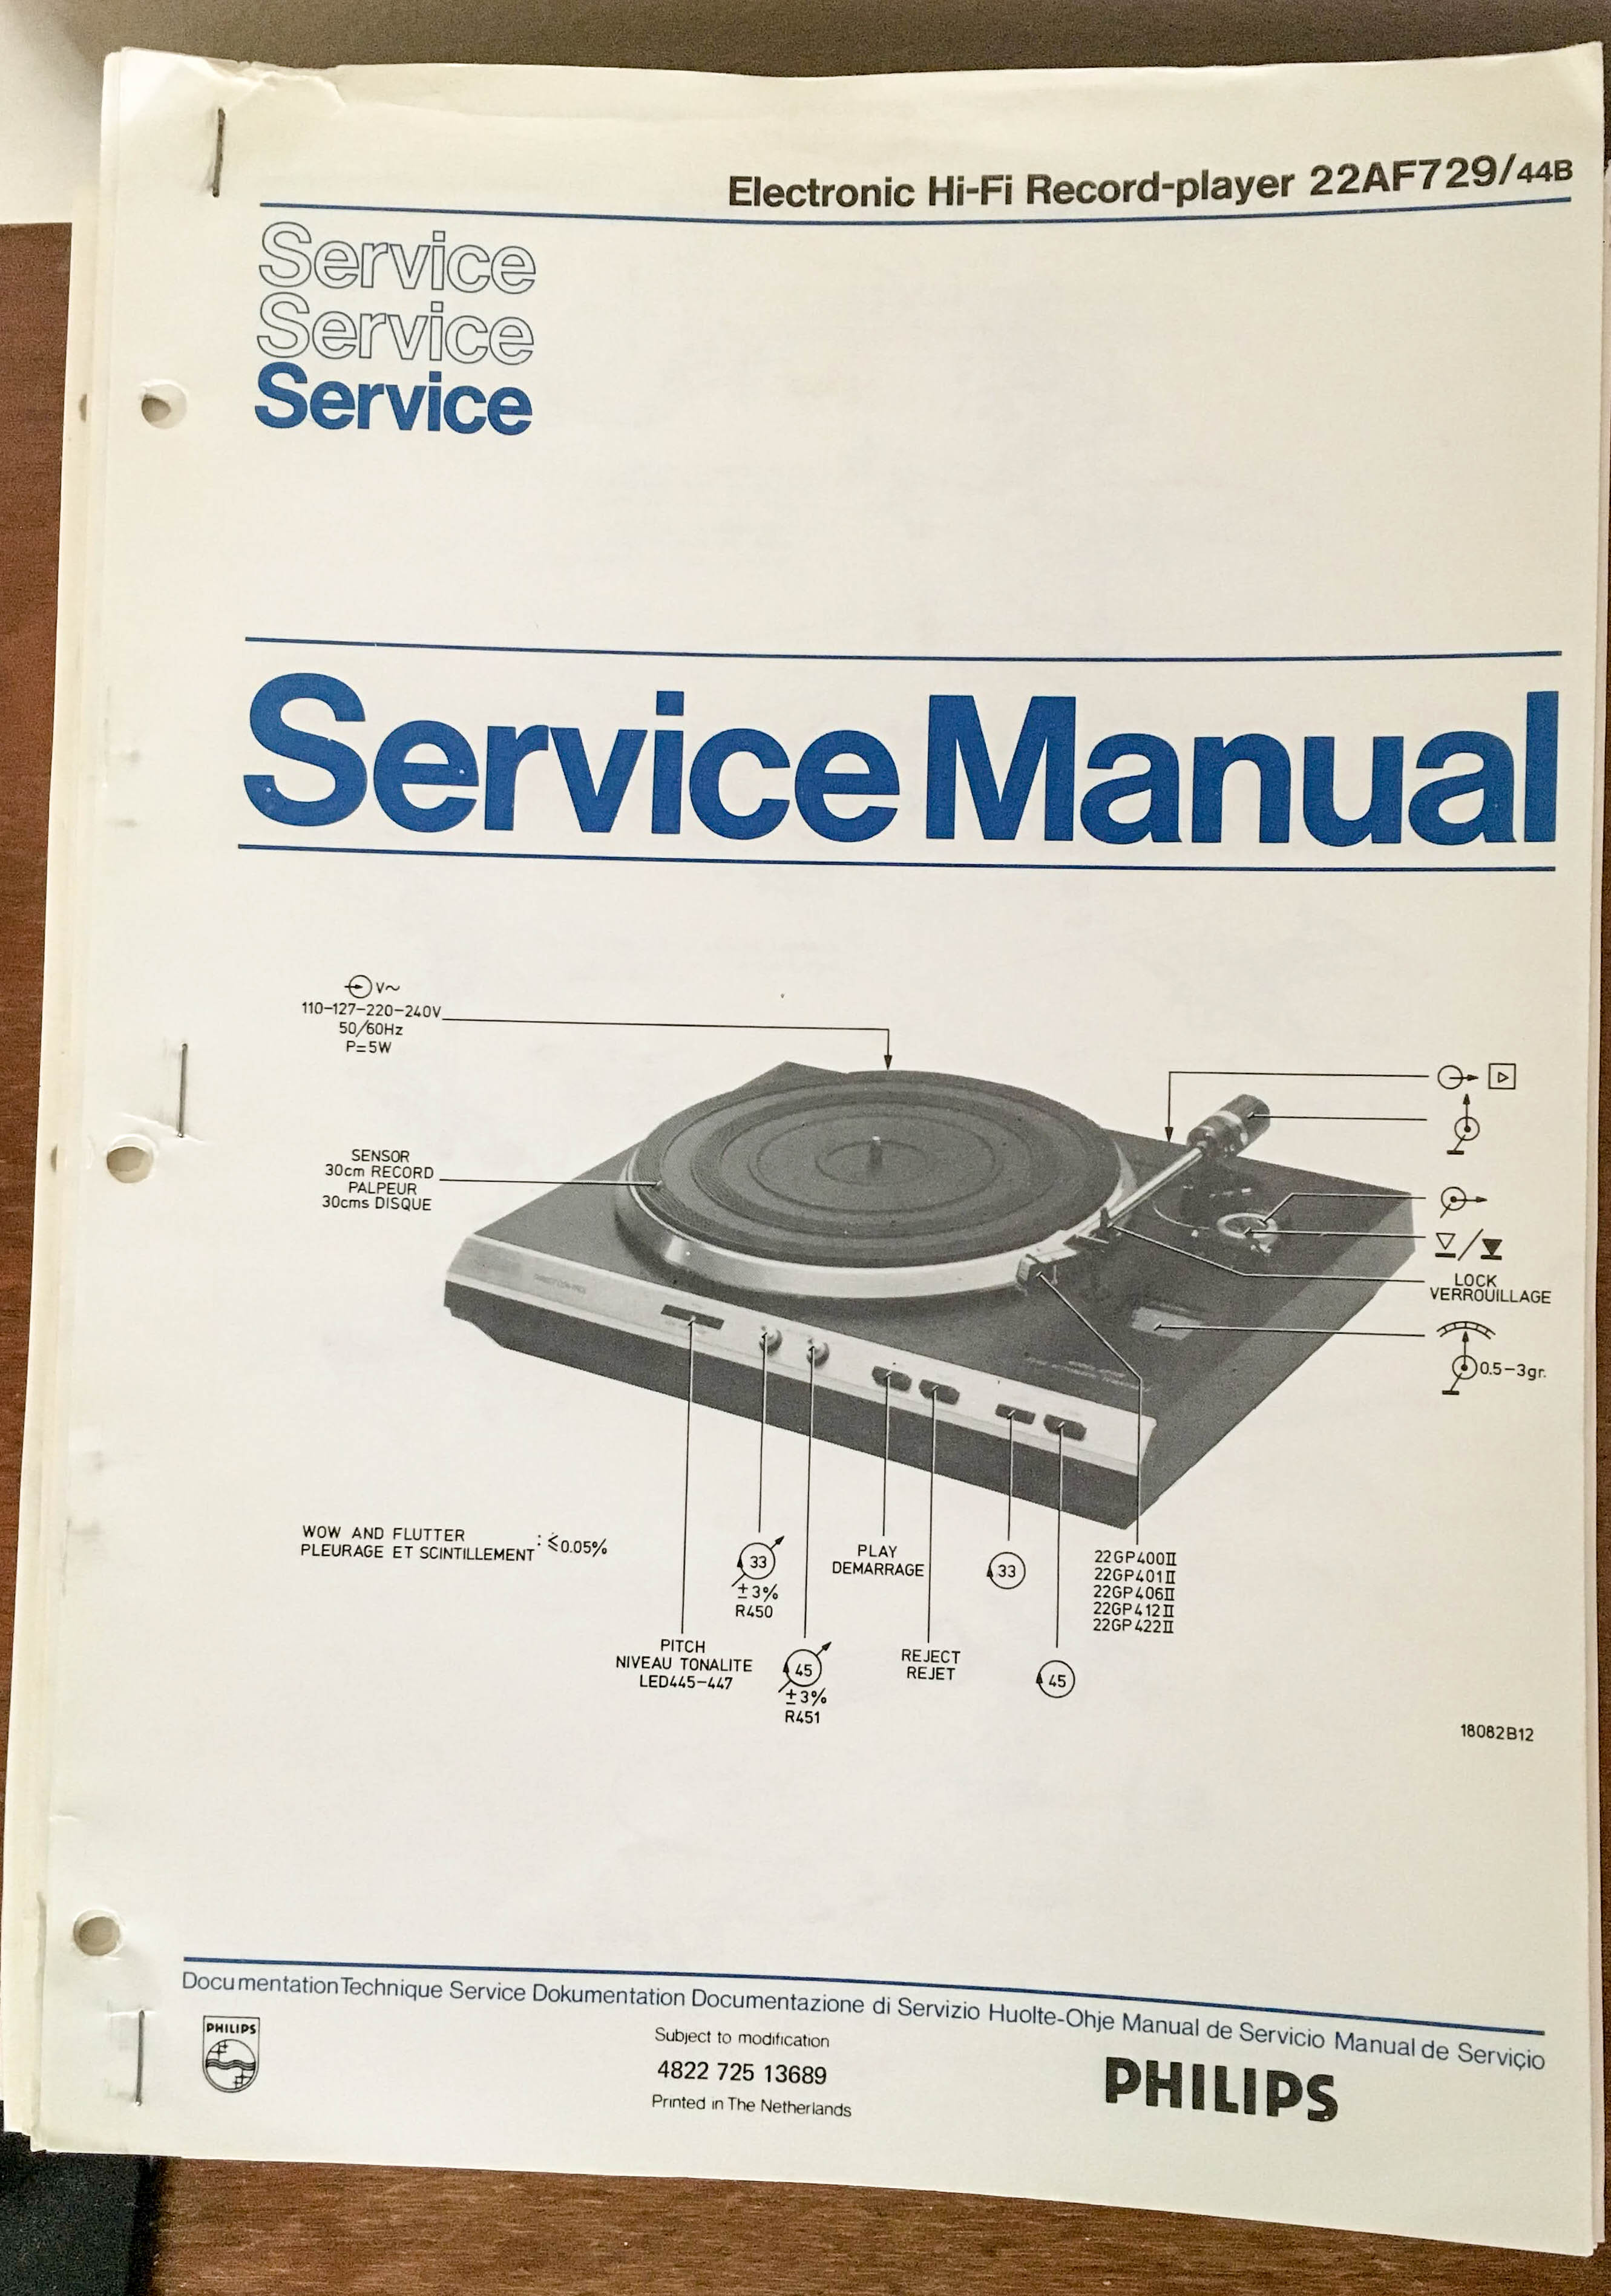 Electronic Hi-Fi Record-player 22AF729/44B
Service
Service
Service
Service Manual
V~
110-127-220-240V
50/60Hz
P=5W
SENSOR
30cm RECORD
PALPEUR
30cms DISQUE
LOCK
VERROUILLAGE
0.5-3gr.
WOW AND FLUTTER
PLEURAGE ET SCINTILLEMENT : ≤0.05%
33
±3%
R450
PLAY
DEMARRAGE
33
22GP400II
22GP401II
22GP406II
22GP412II
22GP422II
PITCH
NIVEAU TONALITE
LED445-447
45
±3%
R451
REJECT
REJET
45
18082B12
Documentation Technique Service Dokumentation Documentazione di Servizio Huolte-Ohje Manual de Servicio Manual de Serviçio
PHILIPS
Subject to modification
4822 725 13689
Printed in The Netherlands
PHILIPS